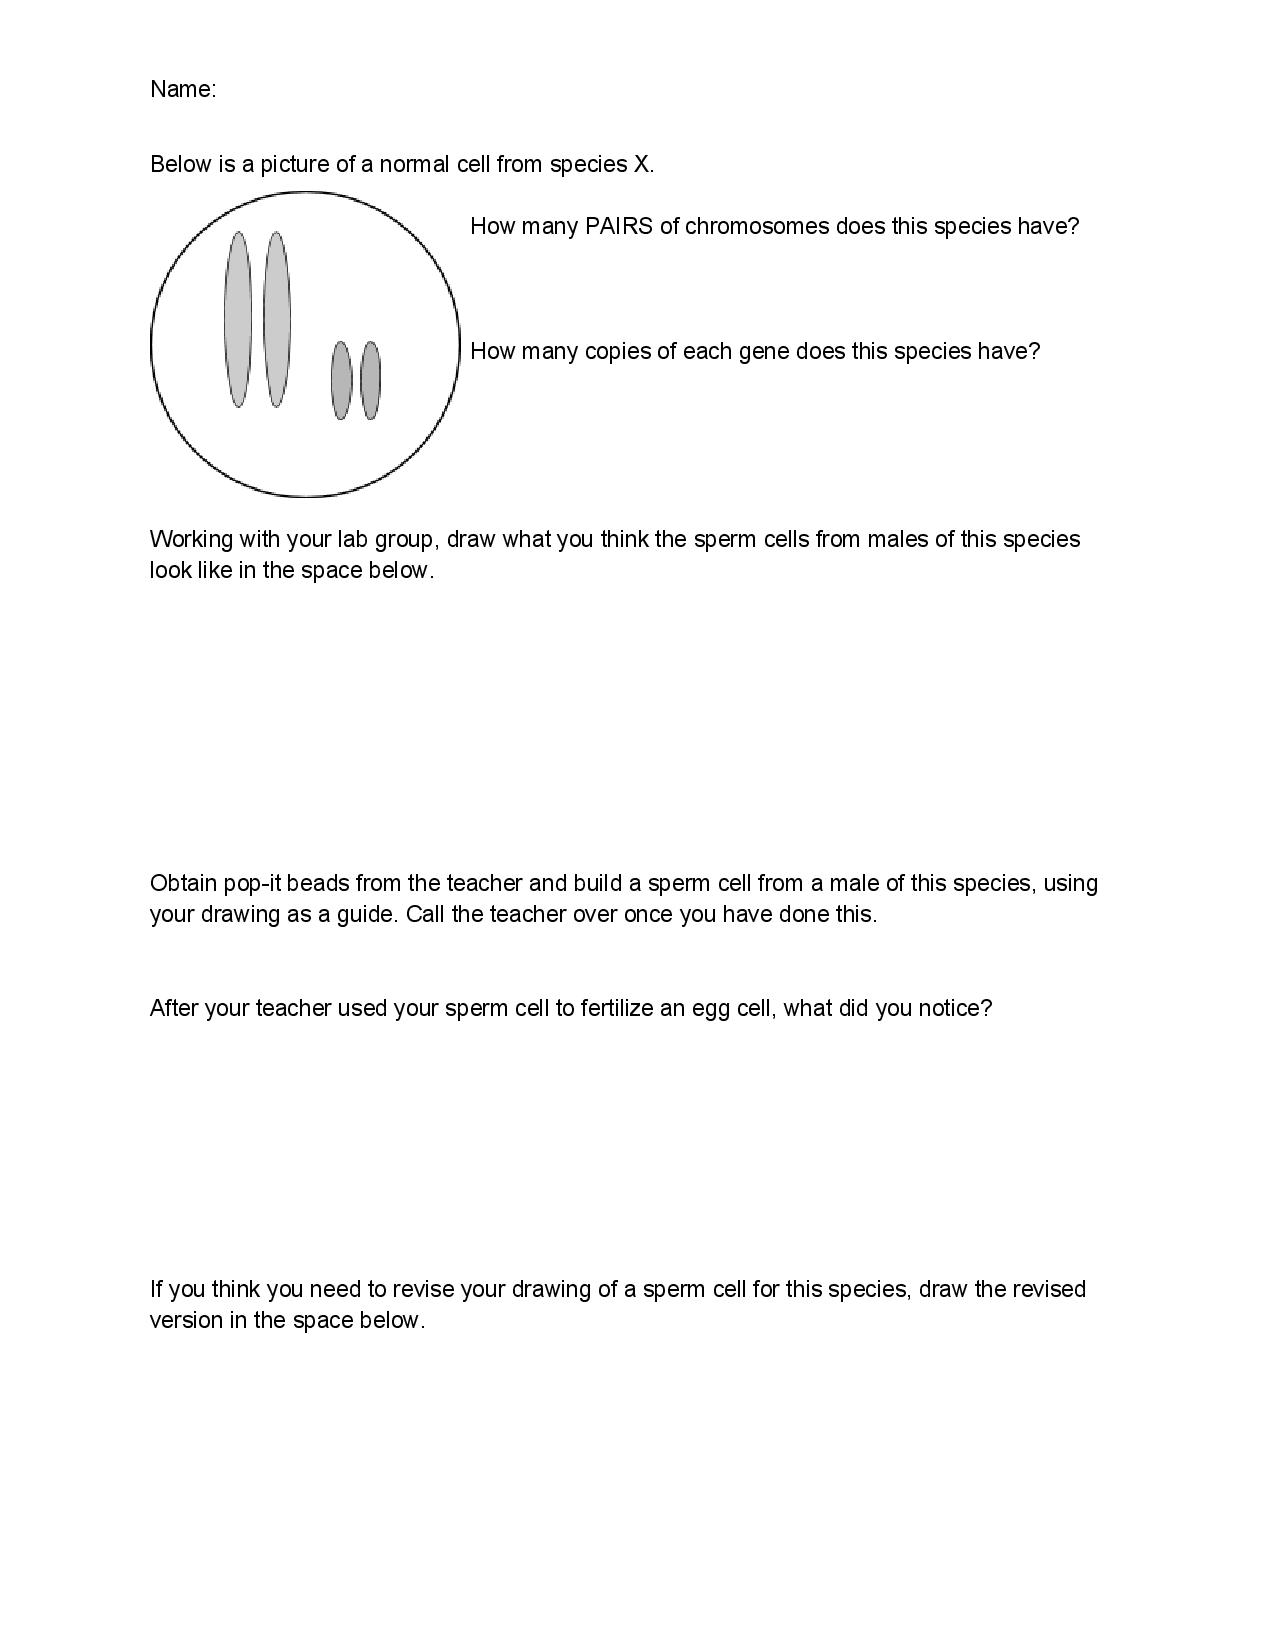 Name:
Below is a picture of a normal cell from species X.
How many PAIRS of chromosomes does this species have?
How many copies of each gene does this species have?
Working with your lab group, draw what you think the sperm cells from males of this species
look like in the space below.
Obtain pop-it beads from the teacher and build a sperm cell from a male of this species, using
your drawing as a guide. Call the teacher over once you have done this.
After your teacher used your sperm cell to fertilize an egg cell, what did you notice?
If you think you need to revise your drawing of a sperm cell for this species, draw the revised
version in the space below.